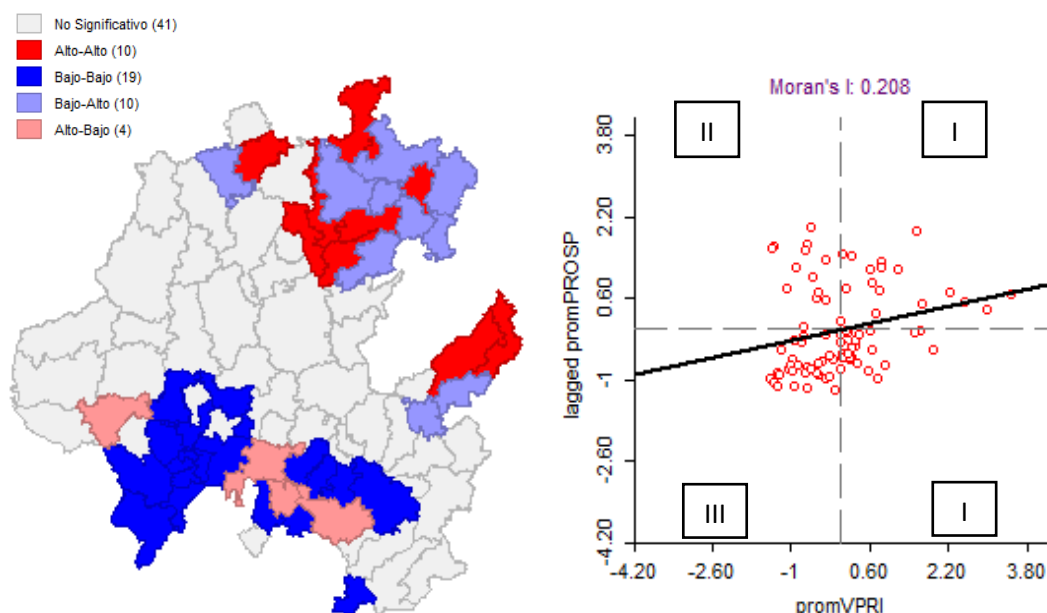 No Significativo (41)
Alto-Alto (10)
Bajo-Bajo (19)
Bajo-Alto (10)
Alto-Bajo (4)
Moran's I: 0.208
II
I
III
I
lagged promPROSP
3.80
2.20
0.60
-1
-2.60
-4.20
-4.20
-2.60
-1
0.60
2.20
3.80
promVPRI